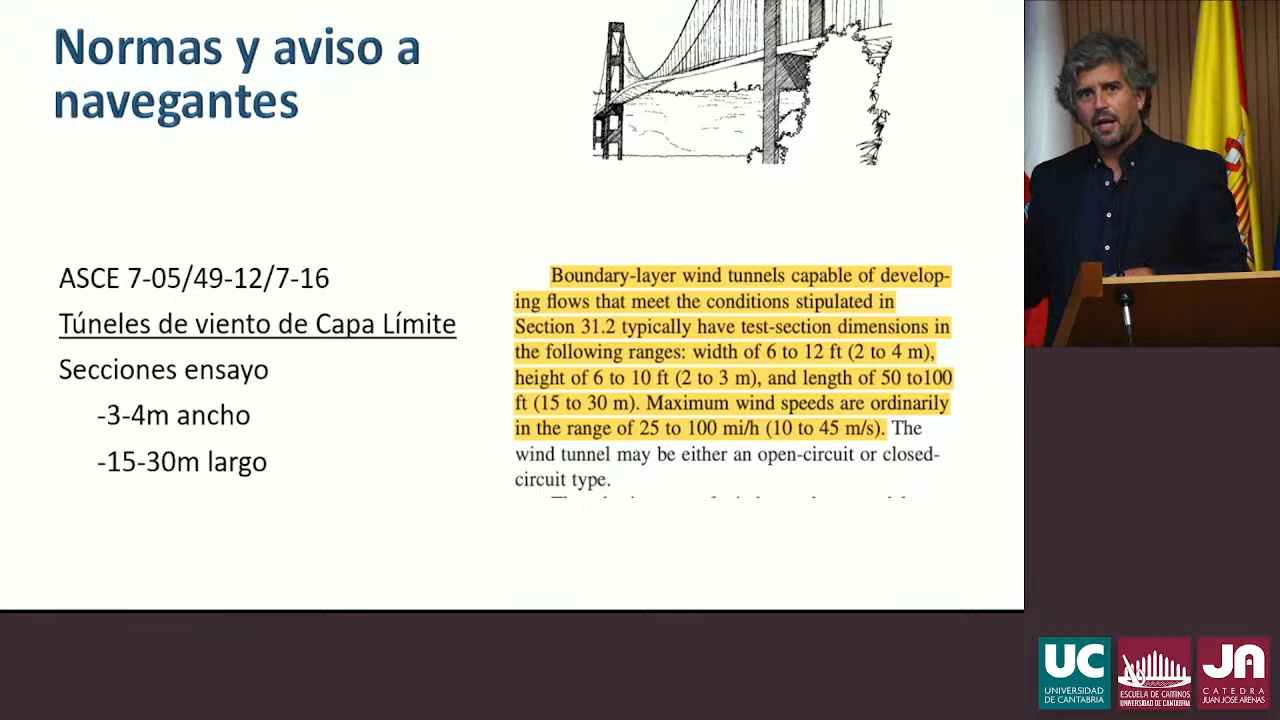 Normas y aviso a
navegantes
ASCE 7-05/49-12/7-16
Túneles de viento de Capa Límite
Secciones ensayo
-3-4m ancho
-15-30m largo
Boundary-layer wind tunnels capable of develop-
ing flows that meet the conditions stipulated in
Section 31.2 typically have test-section dimensions in
the following ranges: width of 6 to 12 ft (2 to 4 m),
height of 6 to 10 ft (2 to 3 m), and length of 50 to100
ft (15 to 30 m). Maximum wind speeds are ordinarily
in the range of 25 to 100 mi/h (10 to 45 m/s). The
wind tunnel may be either an open-circuit or closed-
circuit type.
UC
UNIVERSIDAD
DE CANTABRIA
ESCUELA DE CAMINOS
UNIVERSIDAD DE CANTABRIA
JA
CATEDRA
JUAN JOSE ARENAS